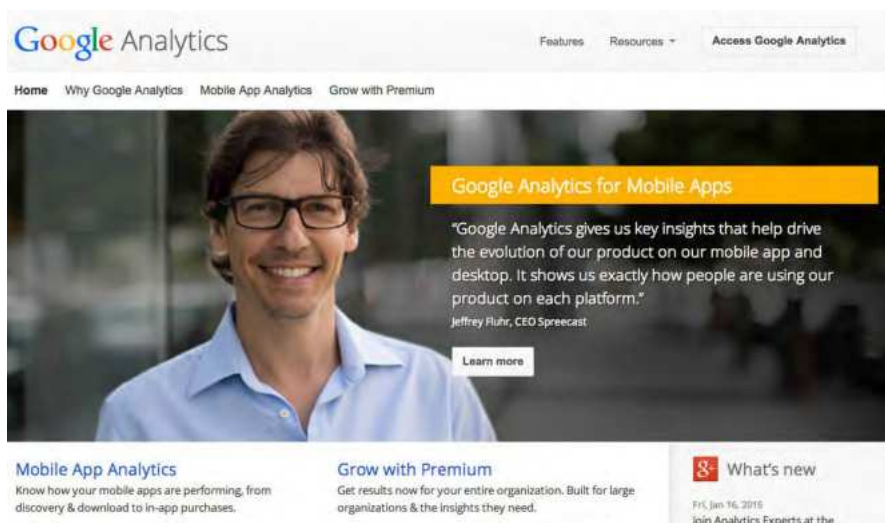 Google Analytics
Features Resources Access Google Analytics
Home Why Google Analytics Mobile App Analytics Grow with Premium
Google Analytics for Mobile Apps
"Google Analytics gives us key insights that help drive
the evolution of our product on our mobile app and
desktop. It shows us exactly how people are using our
product on each platform."
Jeffrey Fluhr, CEO Spreecast
Learn more
Mobile App Analytics
Know how your mobile apps are performing, from
discovery & download to in-app purchases.
Grow with Premium
Get results now for your entire organization. Built for large
organizations & the insights they need.
g+ What's new
Fri, Jan 16, 2015
Join Analytics Experts at the